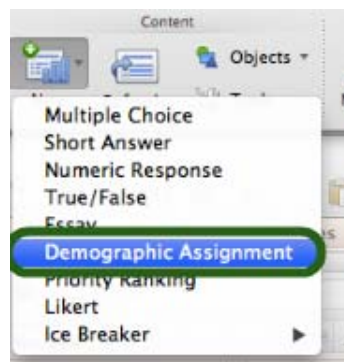 Content
Objects
Multiple Choice
Short Answer
Numeric Response
True/False
Essay
Demographic Assignment
Priority Ranking
Likert
Ice Breaker